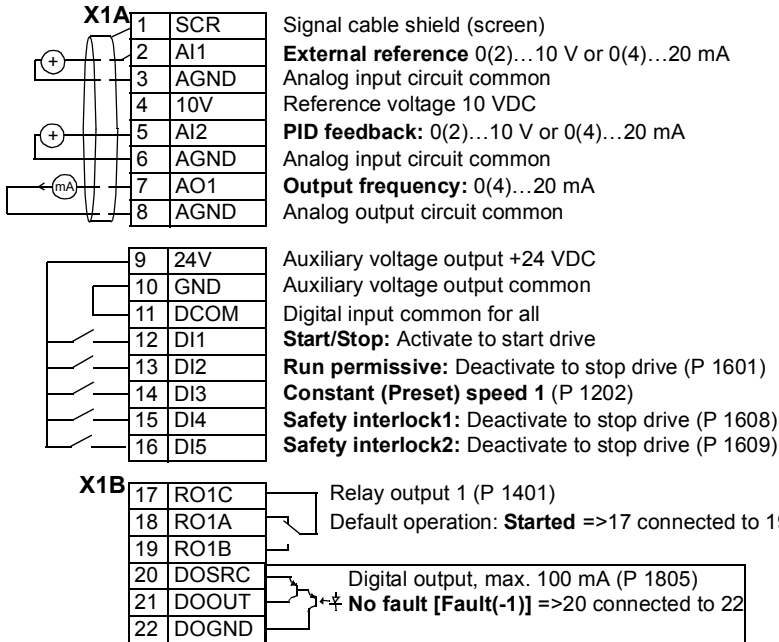 X1A
1 SCR Signal cable shield (screen)
2 AI1 External reference 0(2)…10 V or 0(4)…20 mA
3 AGND Analog input circuit common
4 10V Reference voltage 10 VDC
5 AI2 PID feedback: 0(2)…10 V or 0(4)…20 mA
6 AGND Analog input circuit common
7 AO1 Output frequency: 0(4)…20 mA
8 AGND Analog output circuit common
+
+
mA
9 24V Auxiliary voltage output +24 VDC
10 GND Auxiliary voltage output common
11 DCOM Digital input common for all
12 DI1 Start/Stop: Activate to start drive
13 DI2 Run permissive: Deactivate to stop drive (P 1601)
14 DI3 Constant (Preset) speed 1 (P 1202)
15 DI4 Safety interlock1: Deactivate to stop drive (P 1608)
16 DI5 Safety interlock2: Deactivate to stop drive (P 1609)
X1B
17 RO1C Relay output 1 (P 1401)
18 RO1A Default operation: Started =>17 connected to 19
19 RO1B
20 DOSRC Digital output, max. 100 mA (P 1805)
21 DOOUT No fault [Fault(-1)] =>20 connected to 22
22 DOGND